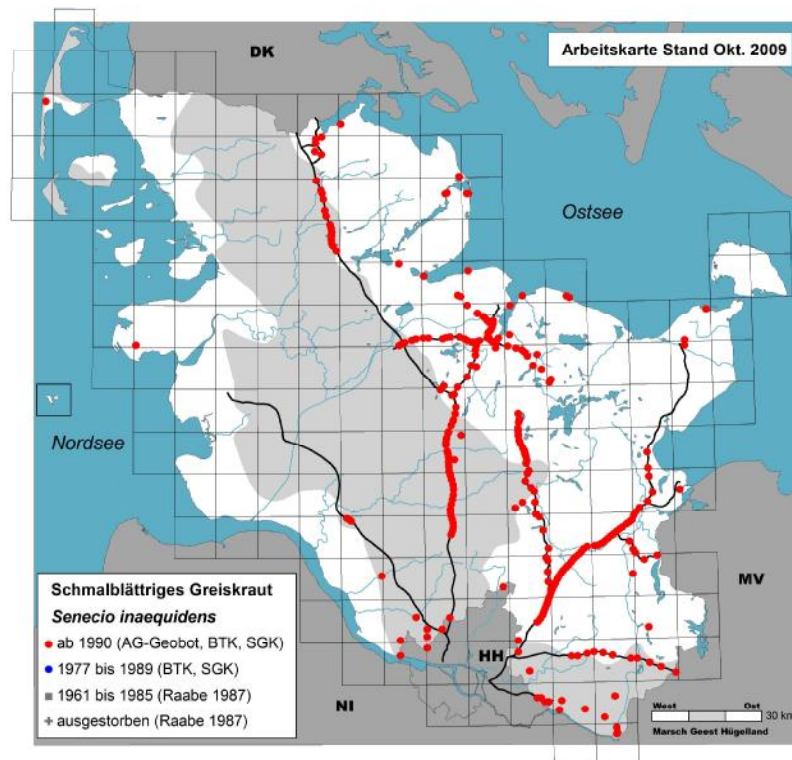 DK
Arbeitskarte Stand Okt. 2009
Ostsee
Nordsee
MV
HH
NI
Schmalblättriges Greiskraut
Senecio inaequidens
ab 1990 (AG-Geobot, BTK, SGK)
1977 bis 1989 (BTK, SGK)
1961 bis 1985 (Raabe 1987)
ausgestorben (Raabe 1987)
West Ost
30 km
Marsch Geest Hügelland